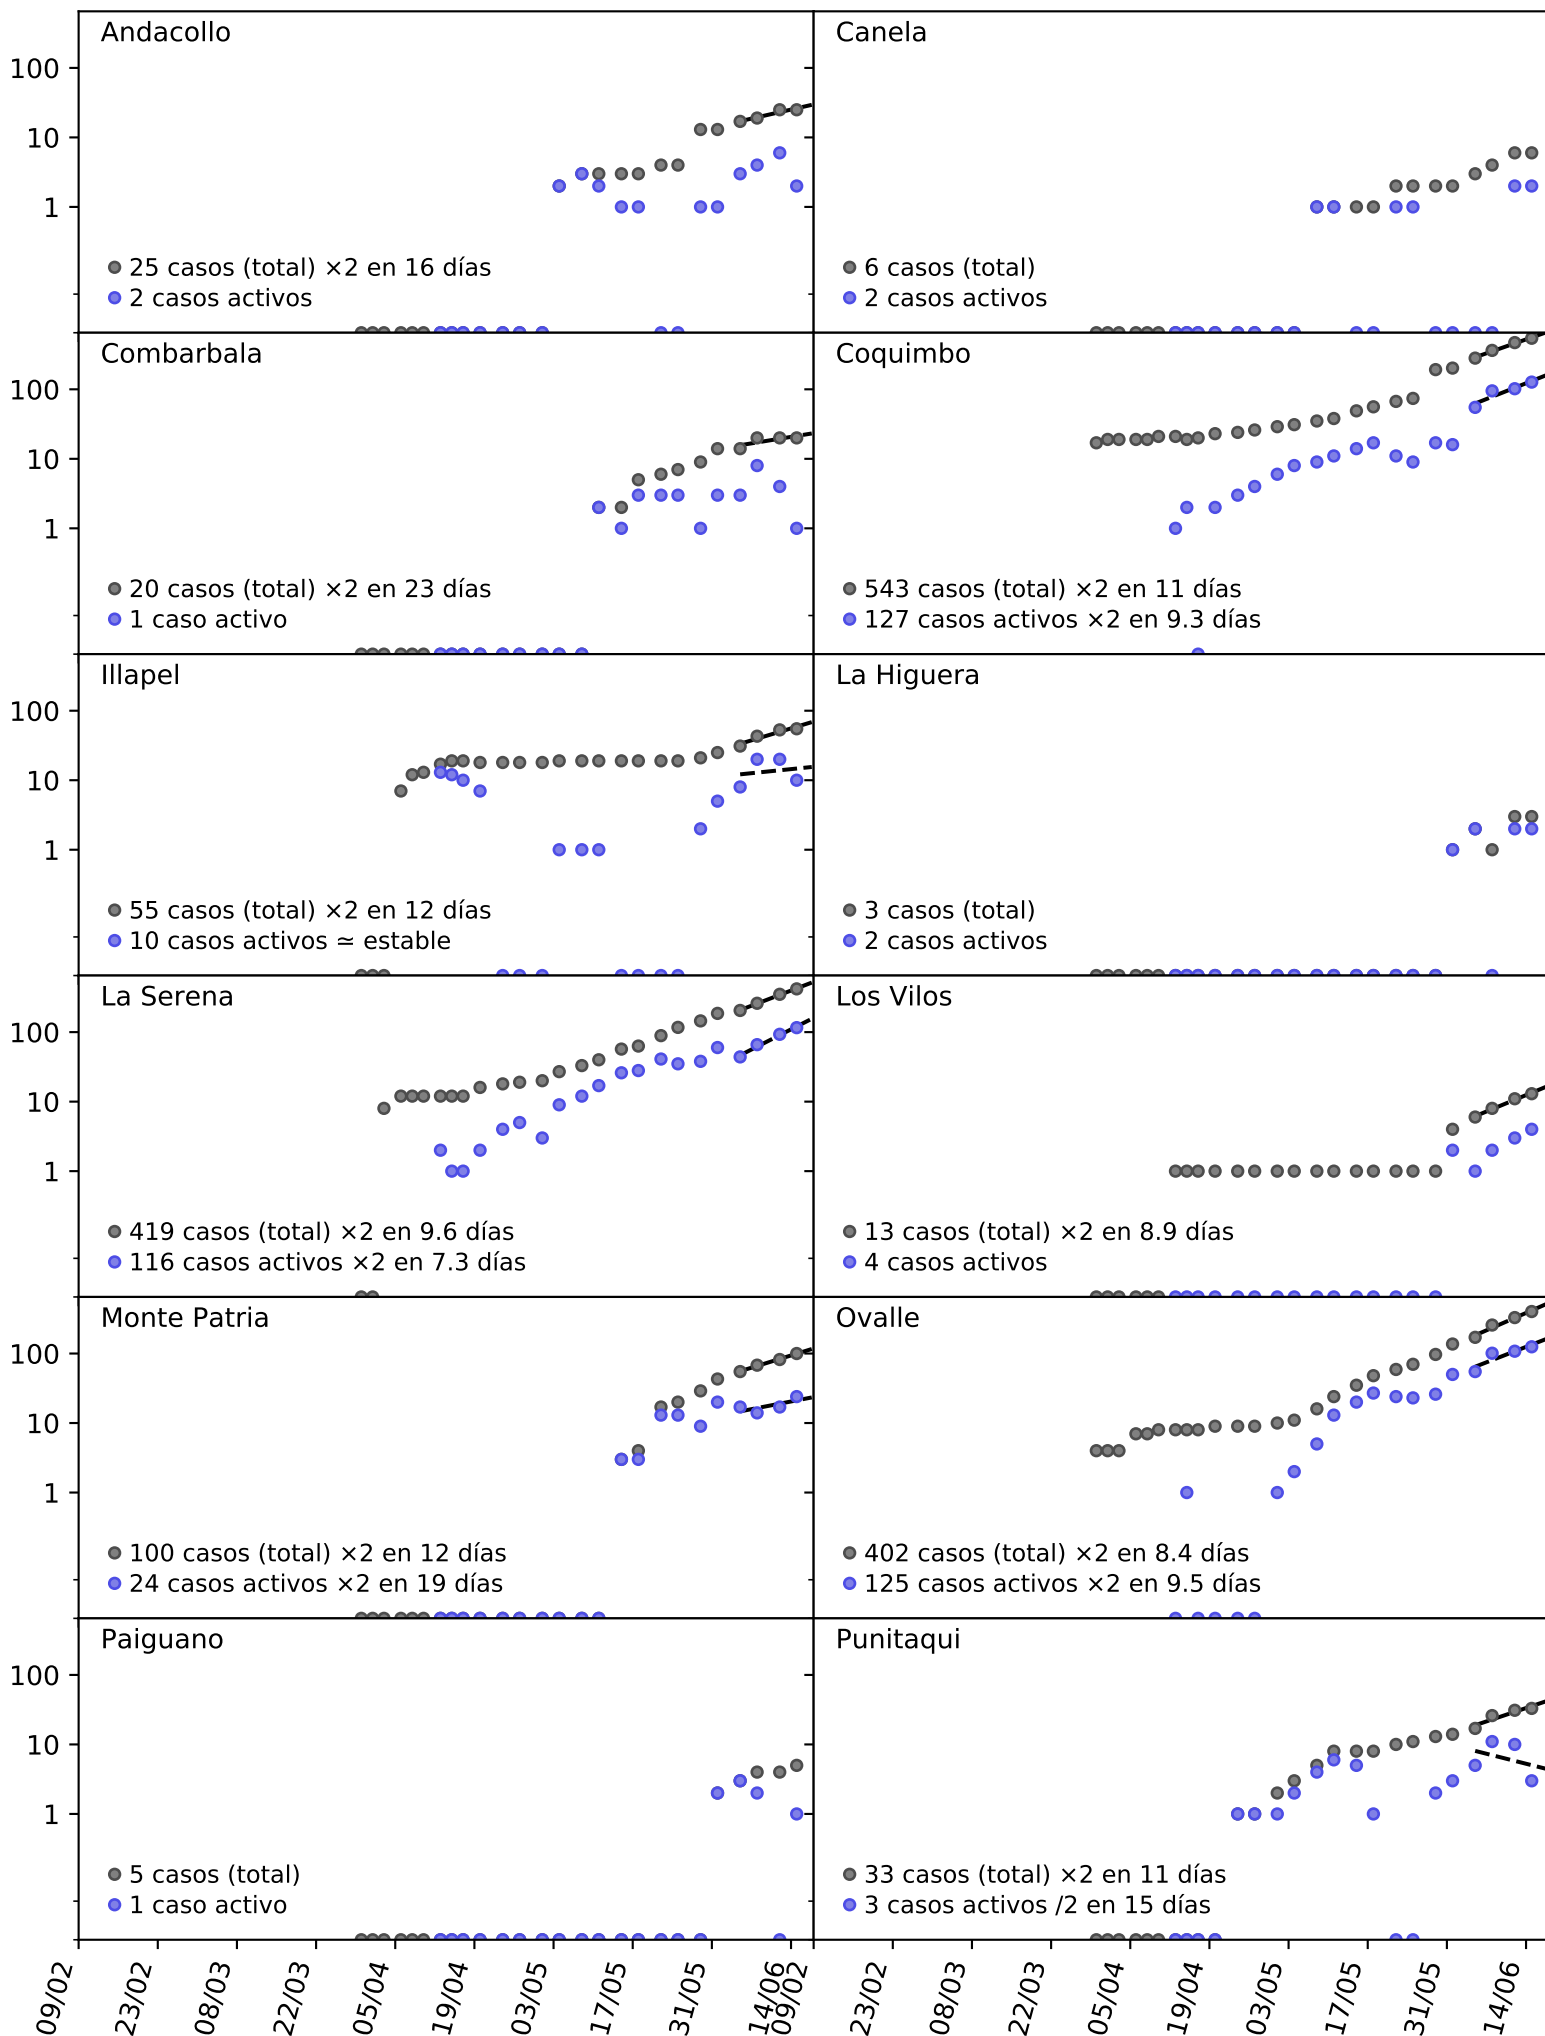 Andacollo
100
10
1
25 casos (total) ×2 en 16 días
2 casos activos
Canela
6 casos (total)
2 casos activos
Combarbala
100
10
1
20 casos (total) ×2 en 23 días
1 caso activo
Coquimbo
543 casos (total) ×2 en 11 días
127 casos activos ×2 en 9.3 días
Illapel
100
10
1
55 casos (total) ×2 en 12 días
10 casos activos ≃ estable
La Higuera
3 casos (total)
2 casos activos
La Serena
100
10
1
419 casos (total) ×2 en 9.6 días
116 casos activos ×2 en 7.3 días
Los Vilos
13 casos (total) ×2 en 8.9 días
4 casos activos
Monte Patria
100
10
1
100 casos (total) ×2 en 12 días
24 casos activos ×2 en 19 días
Ovalle
402 casos (total) ×2 en 8.4 días
125 casos activos ×2 en 9.5 días
Paiguano
100
10
1
5 casos (total)
1 caso activo
Punitaqui
33 casos (total) ×2 en 11 días
3 casos activos /2 en 15 días
09/02
23/02
08/03
22/03
05/04
19/04
03/05
17/05
31/05
14/06
09/02
23/02
08/03
22/03
05/04
19/04
03/05
17/05
31/05
14/06